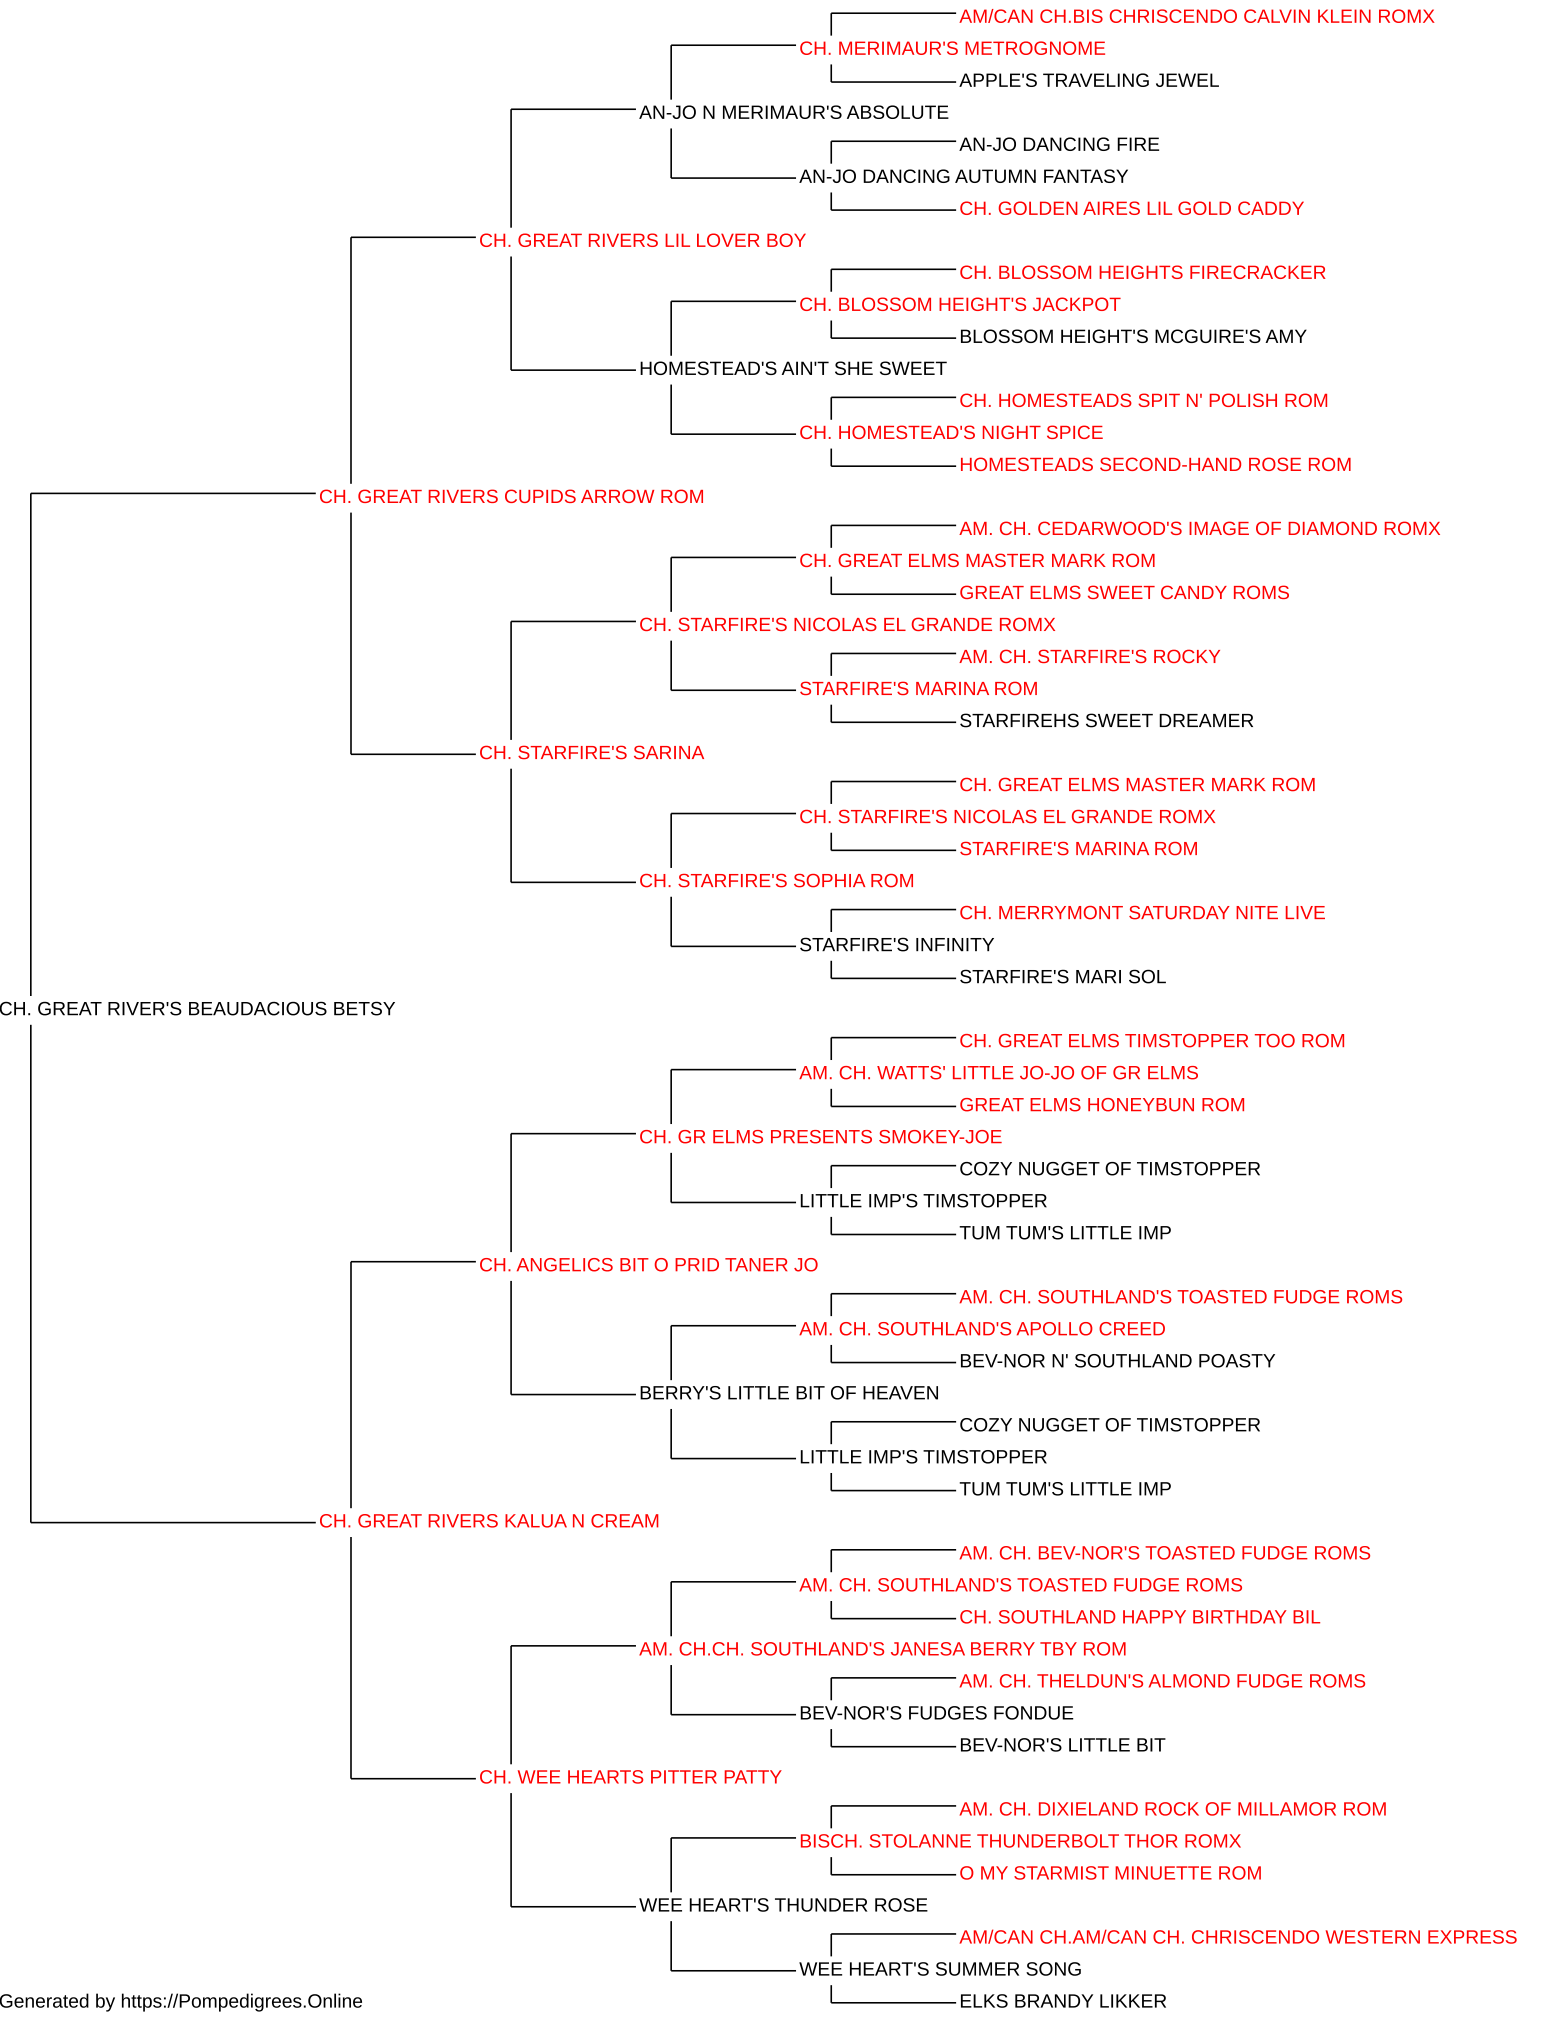 AM/CAN CH.BIS CHRISCENDO CALVIN KLEIN ROMX
CH. MERIMAUR'S METROGNOME
APPLE'S TRAVELING JEWEL
AN-JO N MERIMAUR'S ABSOLUTE
AN-JO DANCING FIRE
AN-JO DANCING AUTUMN FANTASY
CH. GOLDEN AIRES LIL GOLD CADDY
CH. GREAT RIVERS LIL LOVER BOY
CH. BLOSSOM HEIGHTS FIRECRACKER
CH. BLOSSOM HEIGHT'S JACKPOT
BLOSSOM HEIGHT'S MCGUIRE'S AMY
HOMESTEAD'S AIN'T SHE SWEET
CH. HOMESTEADS SPIT N' POLISH ROM
CH. HOMESTEAD'S NIGHT SPICE
HOMESTEADS SECOND-HAND ROSE ROM
CH. GREAT RIVERS CUPIDS ARROW ROM
AM. CH. CEDARWOOD'S IMAGE OF DIAMOND ROMX
CH. GREAT ELMS MASTER MARK ROM
GREAT ELMS SWEET CANDY ROMS
CH. STARFIRE'S NICOLAS EL GRANDE ROMX
AM. CH. STARFIRE'S ROCKY
STARFIRE'S MARINA ROM
STARFIREHS SWEET DREAMER
CH. STARFIRE'S SARINA
CH. GREAT ELMS MASTER MARK ROM
CH. STARFIRE'S NICOLAS EL GRANDE ROMX
STARFIRE'S MARINA ROM
CH. STARFIRE'S SOPHIA ROM
CH. MERRYMONT SATURDAY NITE LIVE
STARFIRE'S INFINITY
STARFIRE'S MARI SOL
CH. GREAT RIVER'S BEAUDACIOUS BETSY
CH. GREAT ELMS TIMSTOPPER TOO ROM
AM. CH. WATTS' LITTLE JO-JO OF GR ELMS
GREAT ELMS HONEYBUN ROM
CH. GR ELMS PRESENTS SMOKEY-JOE
COZY NUGGET OF TIMSTOPPER
LITTLE IMP'S TIMSTOPPER
TUM TUM'S LITTLE IMP
CH. ANGELICS BIT O PRID TANER JO
AM. CH. SOUTHLAND'S TOASTED FUDGE ROMS
AM. CH. SOUTHLAND'S APOLLO CREED
BEV-NOR N' SOUTHLAND POASTY
BERRY'S LITTLE BIT OF HEAVEN
COZY NUGGET OF TIMSTOPPER
LITTLE IMP'S TIMSTOPPER
TUM TUM'S LITTLE IMP
CH. GREAT RIVERS KALUA N CREAM
AM. CH. BEV-NOR'S TOASTED FUDGE ROMS
AM. CH. SOUTHLAND'S TOASTED FUDGE ROMS
CH. SOUTHLAND HAPPY BIRTHDAY BIL
AM. CH.CH. SOUTHLAND'S JANESA BERRY TBY ROM
AM. CH. THELDUN'S ALMOND FUDGE ROMS
BEV-NOR'S FUDGES FONDUE
BEV-NOR'S LITTLE BIT
CH. WEE HEARTS PITTER PATTY
AM. CH. DIXIELAND ROCK OF MILLAMOR ROM
BISCH. STOLANNE THUNDERBOLT THOR ROMX
O MY STARMIST MINUETTE ROM
WEE HEART'S THUNDER ROSE
AM/CAN CH.AM/CAN CH. CHRISCENDO WESTERN EXPRESS
WEE HEART'S SUMMER SONG
ELKS BRANDY LIKKER
Generated by https://Pompedigrees.Online